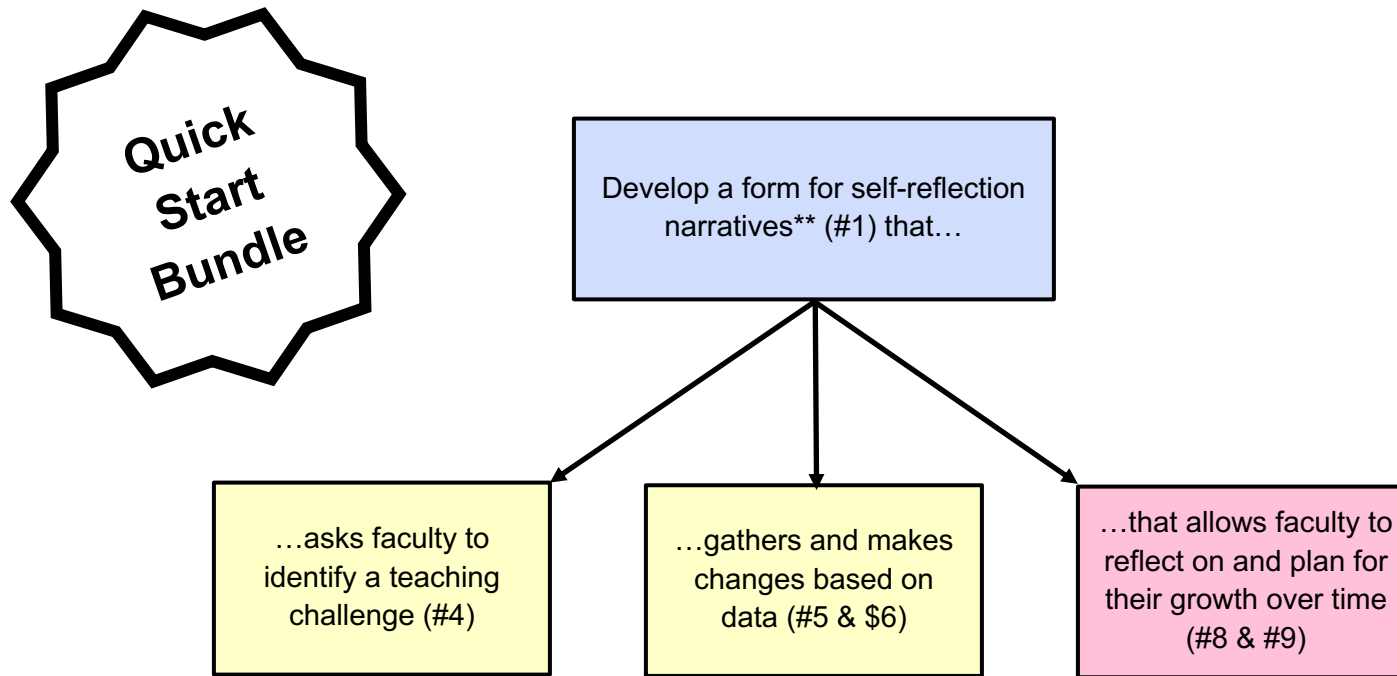 Quick
Start
Bundle
Develop a form for self-reflection
narratives** (#1) that…
…asks faculty to
identify a teaching
challenge (#4)
…gathers and makes
changes based on
data (#5 & $6)
…that allows faculty to
reflect on and plan for
their growth over time
(#8 & #9)